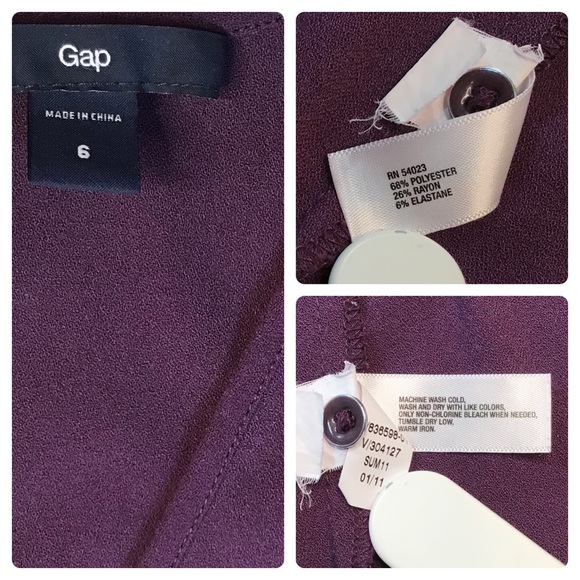 Gap
MADE IN CHINA
6
RN 54023
68% POLYESTER
26% RAYON
6% ELASTANE
MACHINE WASH COLD,
WASH AND DRY WITH LIKE COLORS,
ONLY NON-CHLORINE BLEACH WHEN NEEDED,
TUMBLE DRY LOW,
WARM IRON.
V/304127
SUM11
01/11